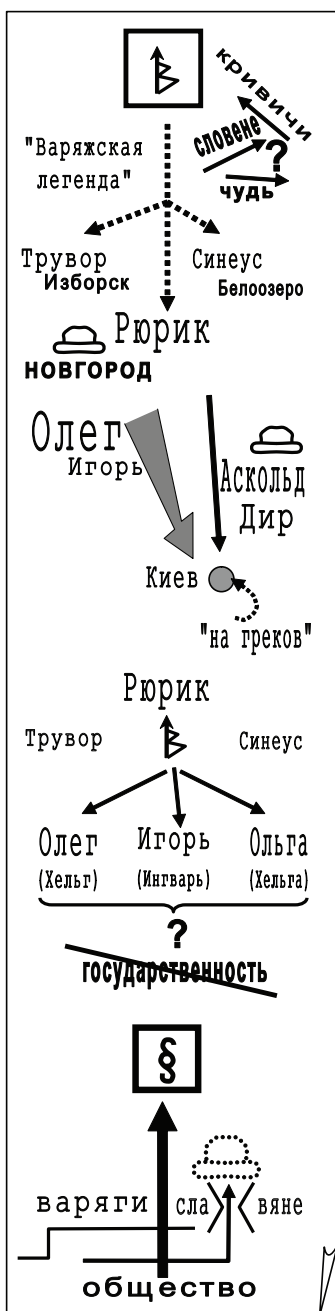 кривичи
словене
?
чудь
"Варяжская
легенда"
Трувор
Изборск
Синеус
Белоозеро
Рюрик
НОВГОРОД
Олег
Игорь
Аскольд
Дир
Киев
"на греков"
Рюрик
Трувор
Синеус
Олег
(Хельг)
Игорь
(Ингварь)
Ольга
(Хельга)
?
государственность
§
варяги
сла вяне
общество